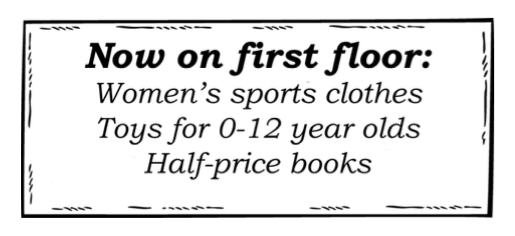 Now on first floor:
Women's sports clothes
Toys for 0-12 year olds
Half-price books